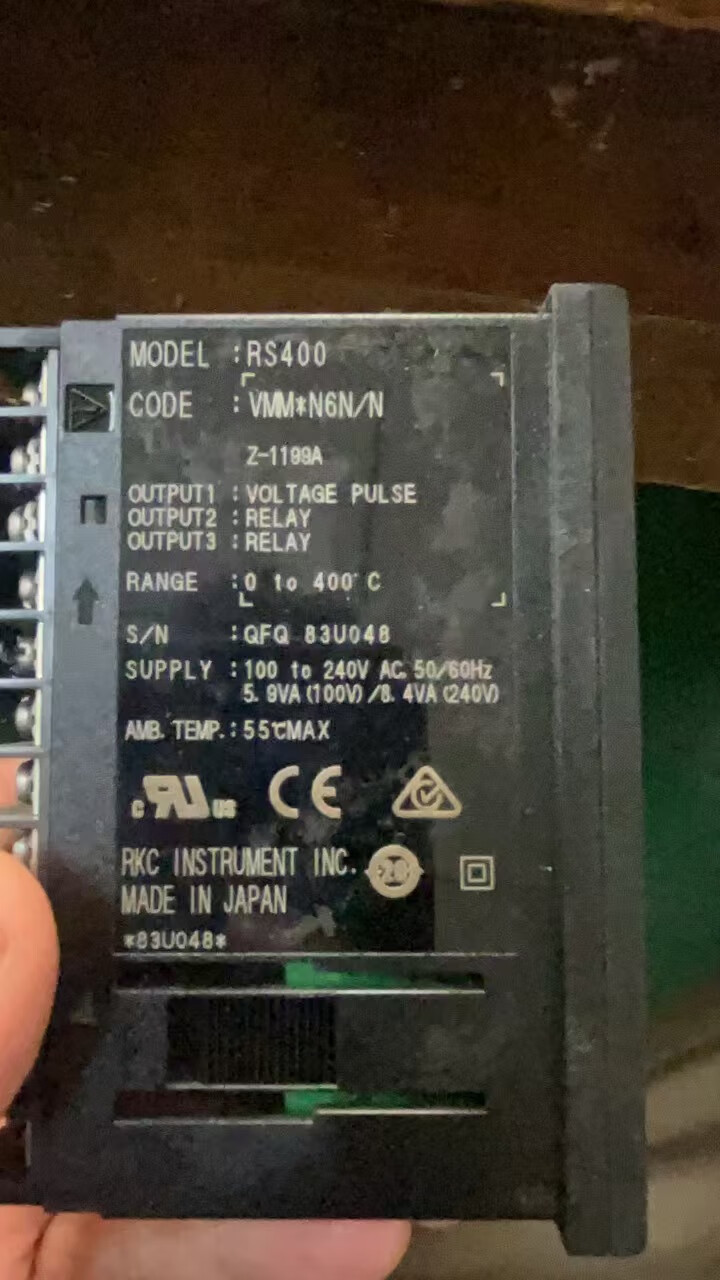 MODEL : RS400
CODE : VMM*N6N/N
Z-1199A
OUTPUT1 : VOLTAGE PULSE
OUTPUT2 : RELAY
OUTPUT3 : RELAY
RANGE : 0 to 400°C
S/N : QFQ 83U048
SUPPLY : 100 to 240V AC 50/60Hz
5.9VA(100V)/8.4VA(240V)
AMB. TEMP. : 55℃MAX
C RU US CE
RKC INSTRUMENT INC.
MADE IN JAPAN
*83U048*